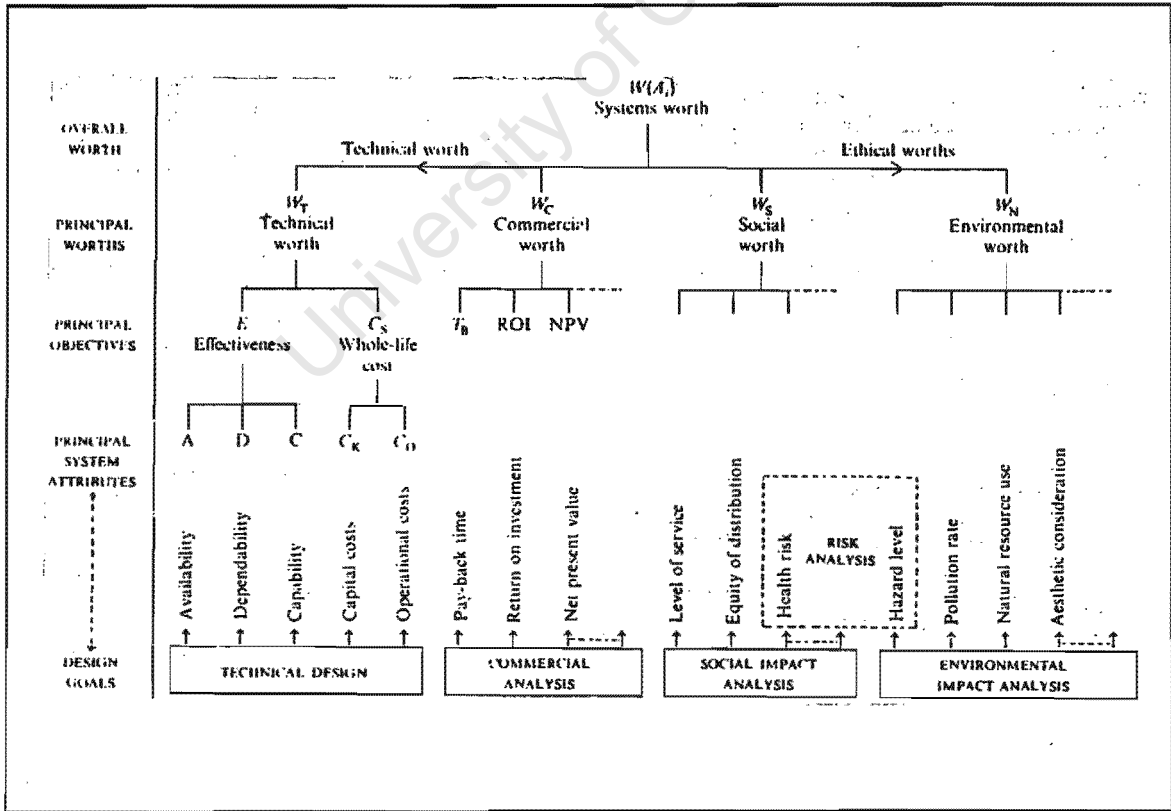 University of C
W(A_i)
Systems worth
OVERALL
WORTH
Technical worth
Ethical worths
PRINCIPAL
WORTHS
W_T
Technical
worth
W_C
Commercial
worth
W_S
Social
worth
W_N
Environmental
worth
PRINCIPAL
OBJECTIVES
E
Effectiveness
C_S
Whole-life
cost
T_B
ROI
NPV
PRINCIPAL
SYSTEM
ATTRIBUTES
A
D
C
C_K
C_O
Availability
Dependability
Capability
Capital costs
Operational costs
Pay-back time
Return on investment
Net present value
Level of service
Equity of distribution
Health risk
RISK
ANALYSIS
Hazard level
Pollution rate
Natural resource use
Aesthetic consideration
DESIGN
GOALS
TECHNICAL DESIGN
COMMERCIAL
ANALYSIS
SOCIAL IMPACT
ANALYSIS
ENVIRONMENTAL
IMPACT ANALYSIS